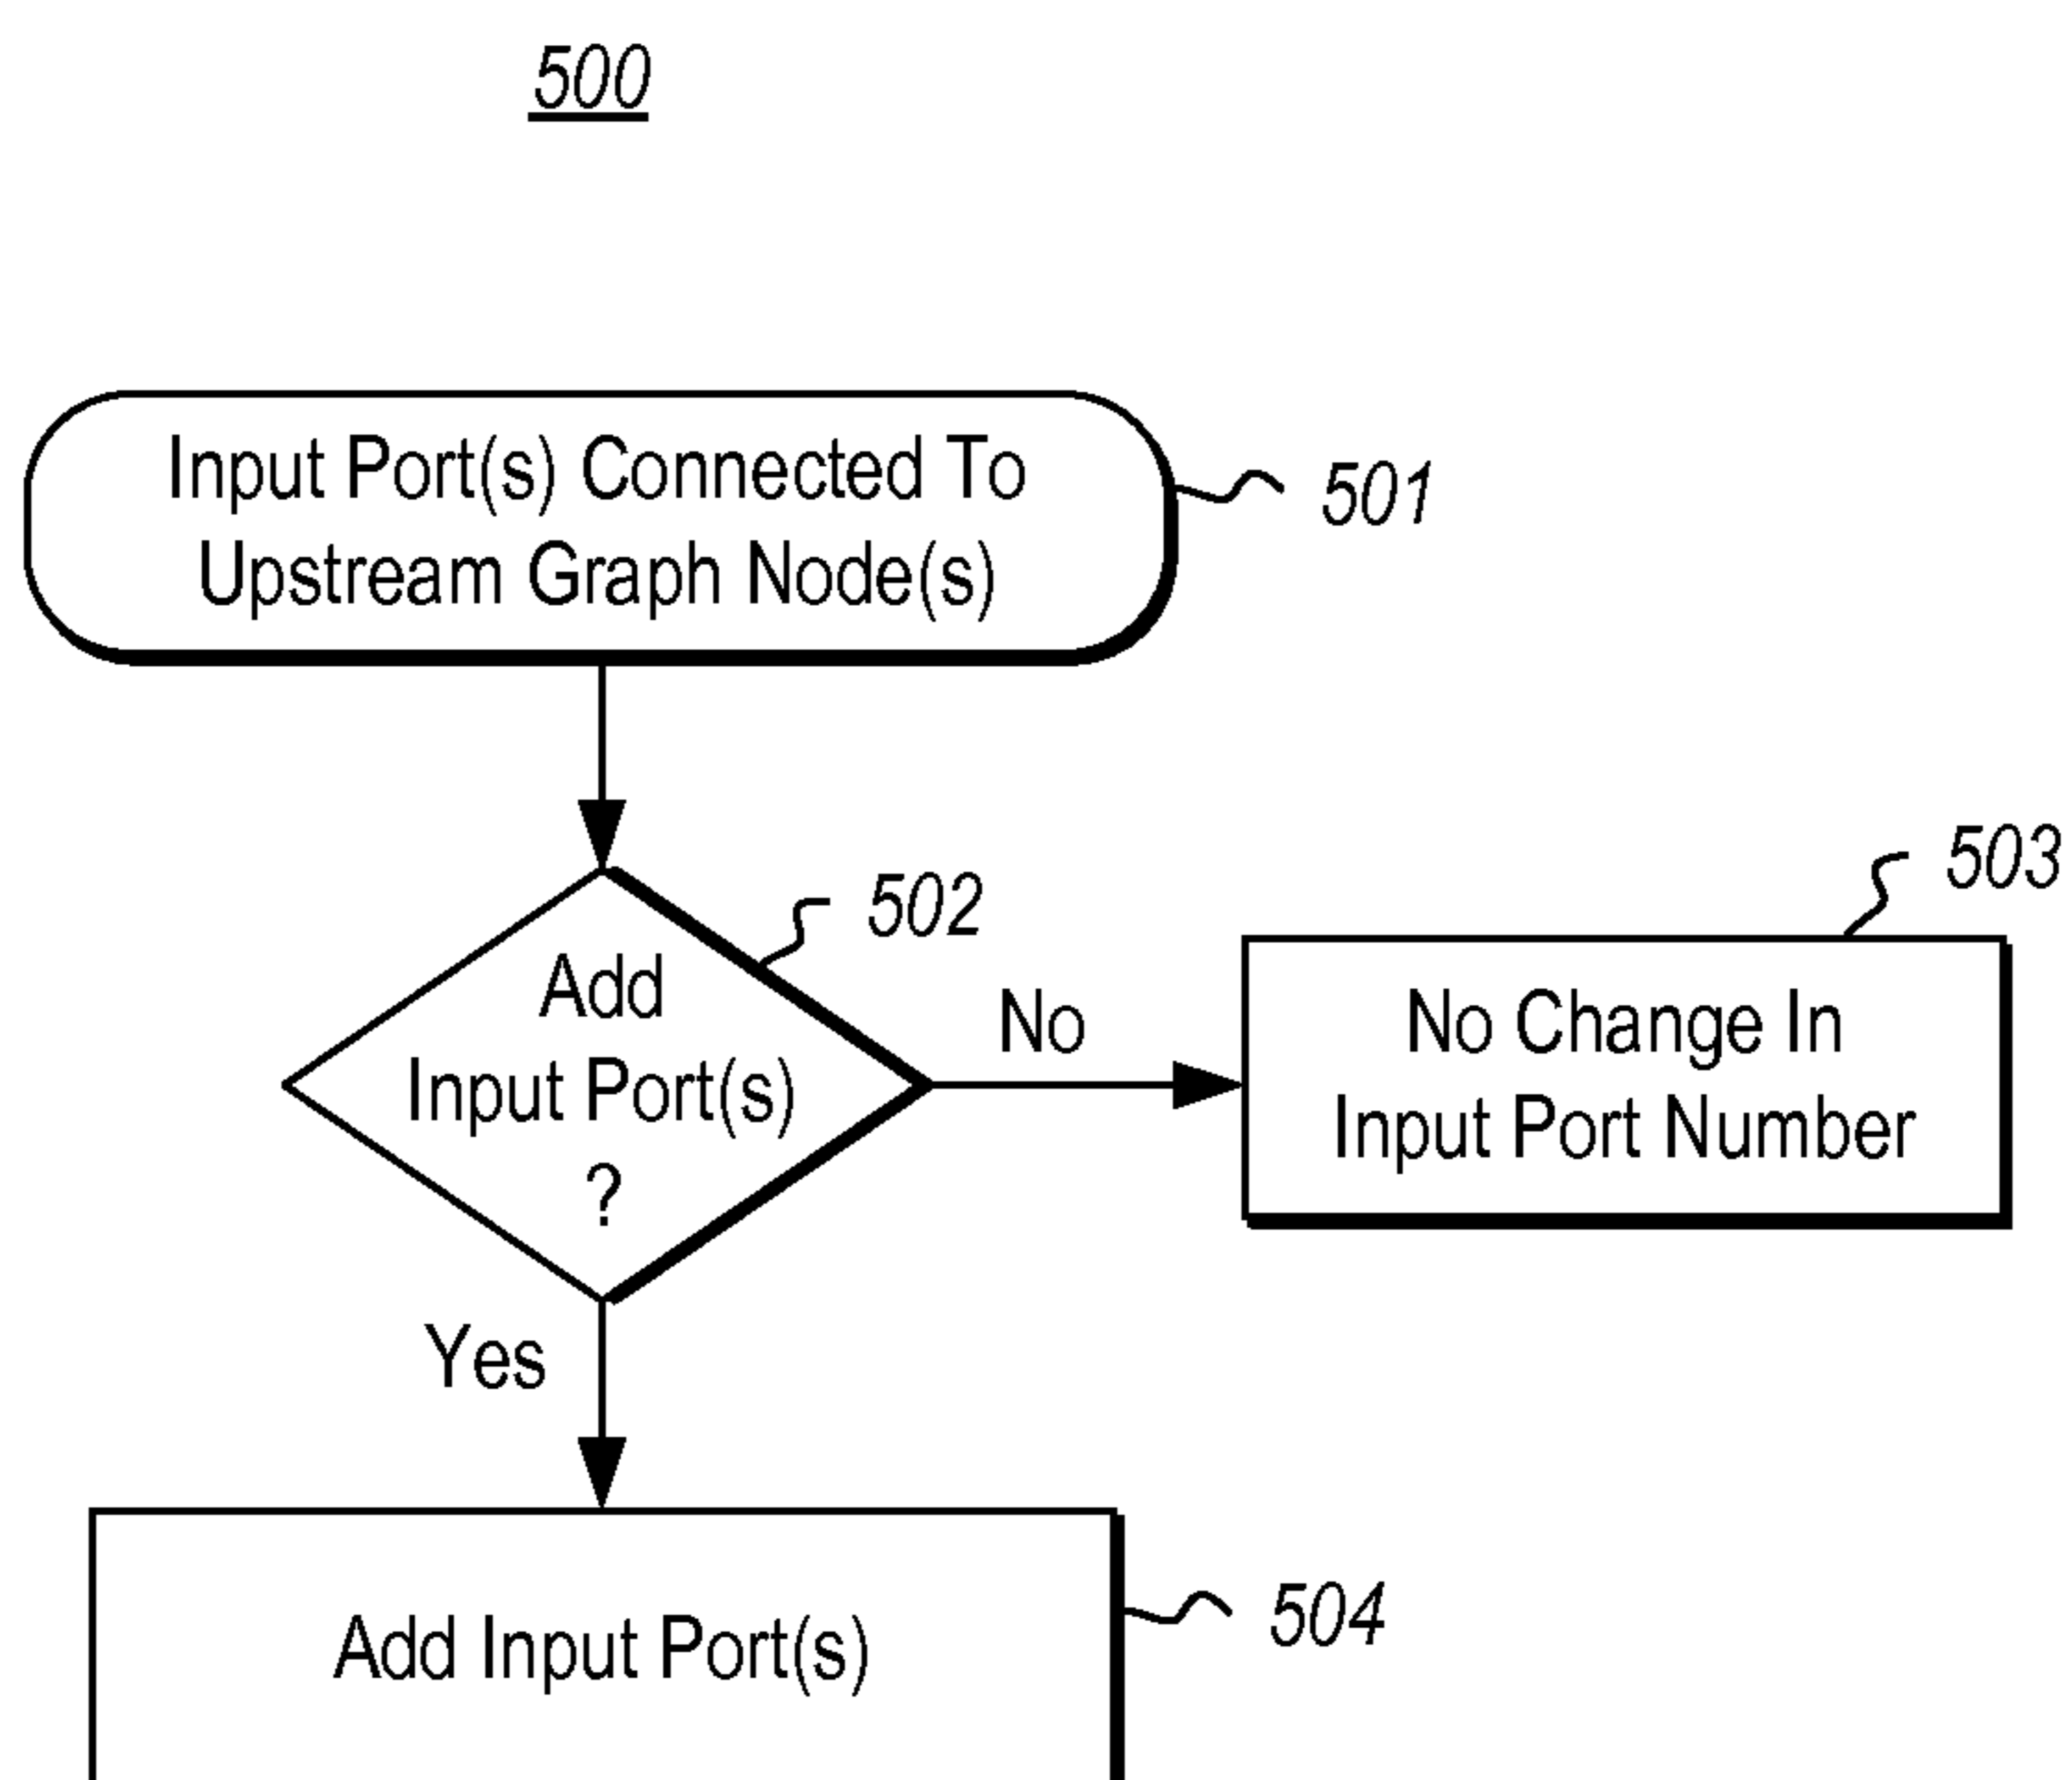 500
Input Port(s) Connected To
Upstream Graph Node(s)
501
502
503
Add
Input Port(s)
?
No
No Change In
Input Port Number
Yes
Add Input Port(s)
504